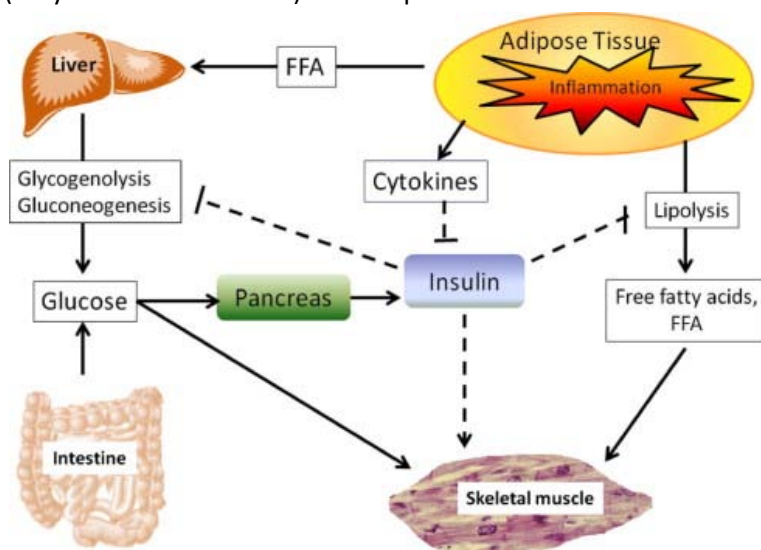 Liver
FFA
Adipose Tissue
Inflammation
Glycogenolysis
Gluconeogenesis
Cytokines
Lipolysis
Glucose
Pancreas
Insulin
Free fatty acids,
FFA
Intestine
Skeletal muscle